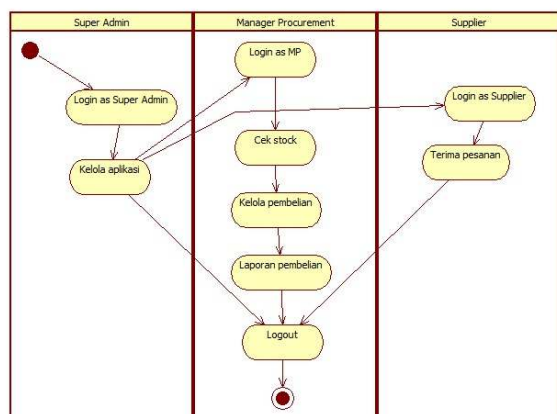 Super Admin
Manager Procurement
Supplier
Login as MP
Login as Super Admin
Login as Supplier
Cek stock
Terima pesanan
Kelola aplikasi
Kelola pembelian
Laporan pembelian
Logout